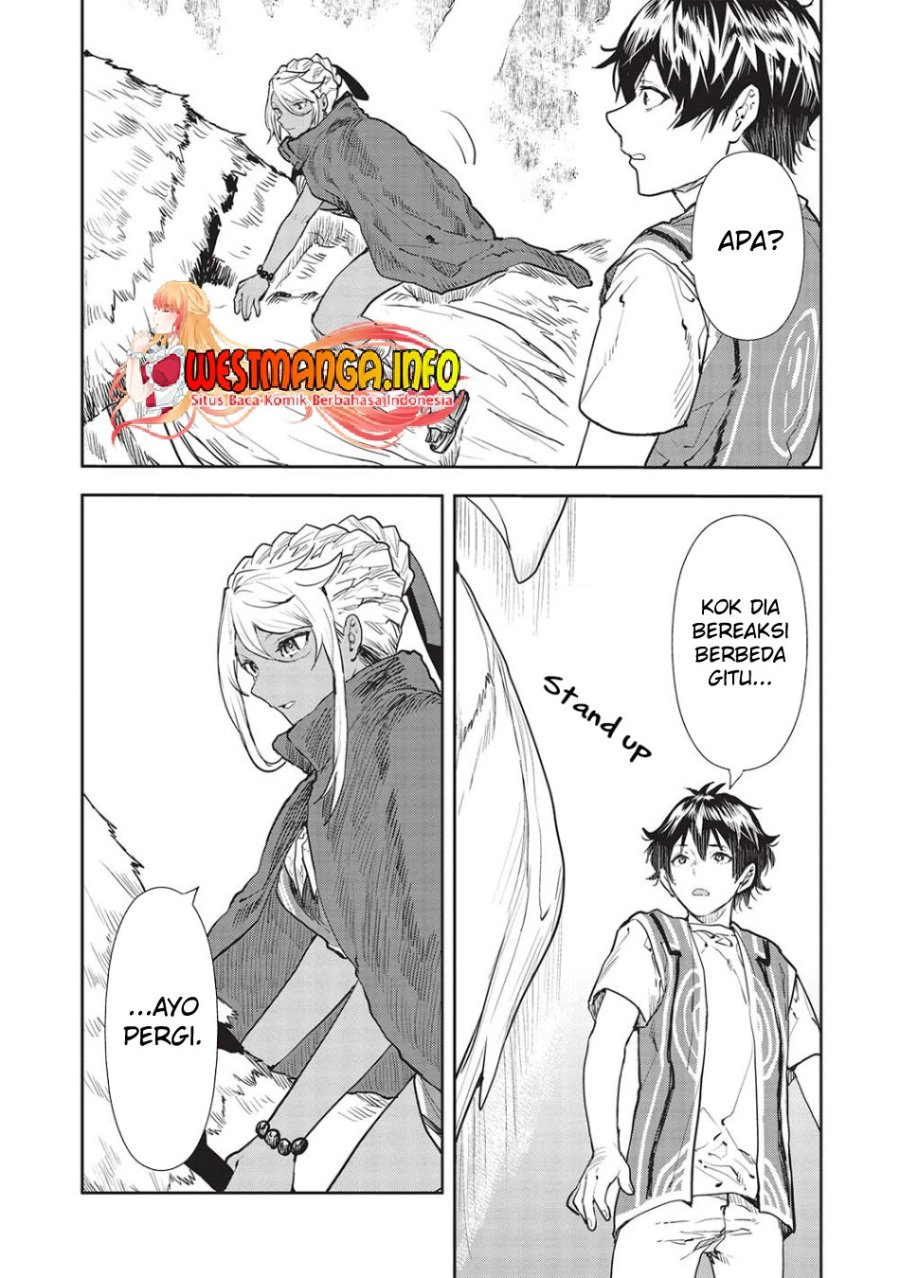 APA?
WESTMANGA.INFO
Situs Baca Komik Berbahasa Indonesia
KOK DIA
BEREAKSI
BERBEDA
GITU...
Stand up
...AYO
PERGI.